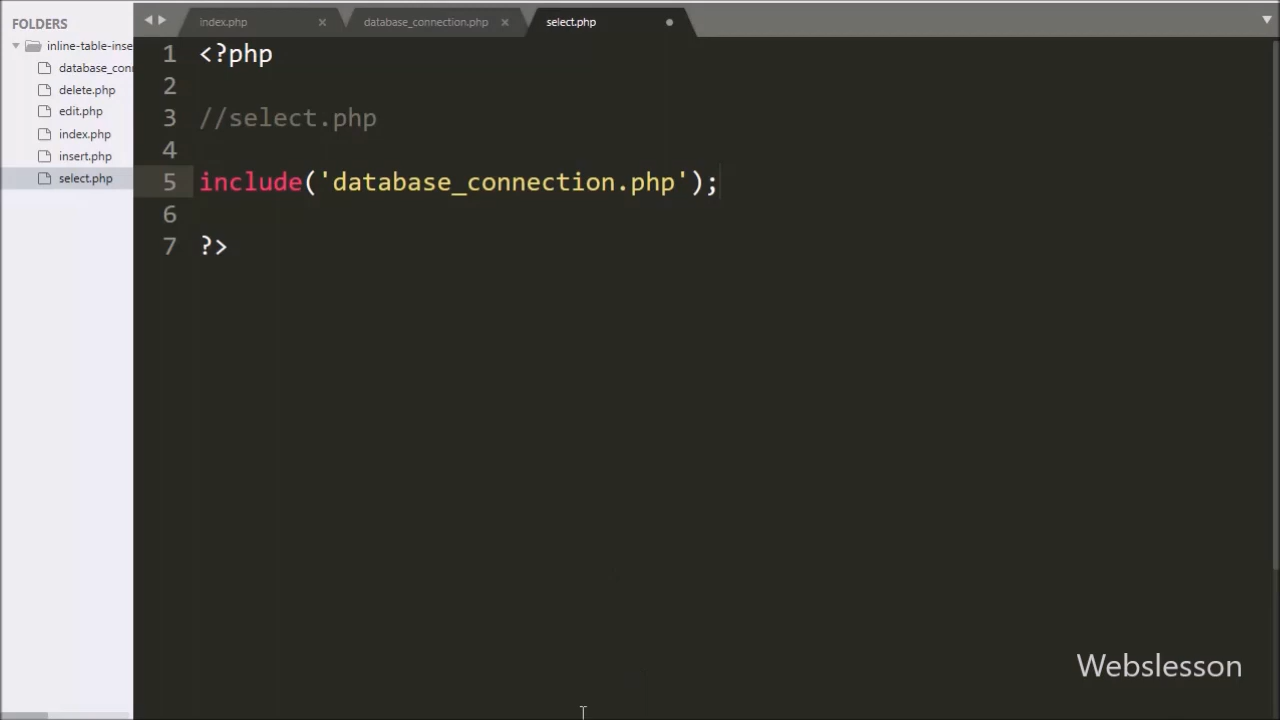 FOLDERS
inline-table-inse
database_conn
delete.php
edit.php
index.php
insert.php
select.php
index.php ×
database_connection.php ×
select.php
1 <?php
2
3 //select.php
4
5 include('database_connection.php');
6
7 ?>
Webslesson